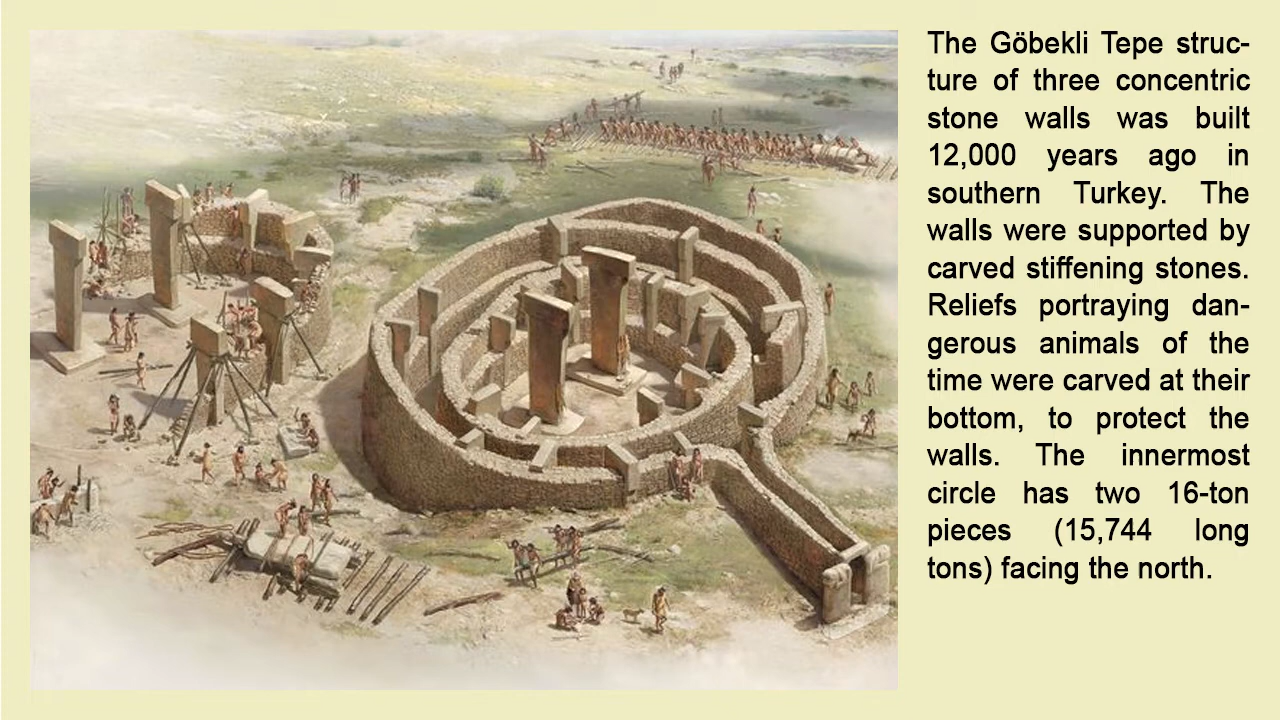 The Göbekli Tepe struc-
ture of three concentric
stone walls was built
12,000 years ago in
southern Turkey. The
walls were supported by
carved stiffening stones.
Reliefs portraying dan-
gerous animals of the
time were carved at their
bottom, to protect the
walls. The innermost
circle has two 16-ton
pieces (15,744 long
tons) facing the north.